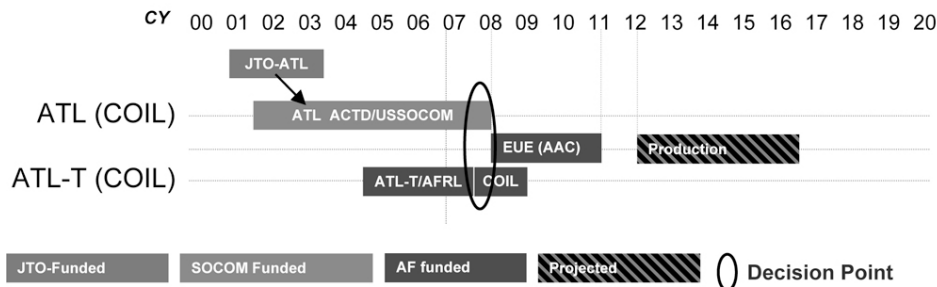 CY 00 01 02 03 04 05 06 07 08 09 10 11 12 13 14 15 16 17 18 19 20
JTO-ATL
ATL (COIL) ATL ACTD/USSOCOM
EUE (AAC) Production
ATL-T (COIL) ATL-T/AFRL COIL
JTO-Funded SOCOM Funded AF funded Projected Decision Point